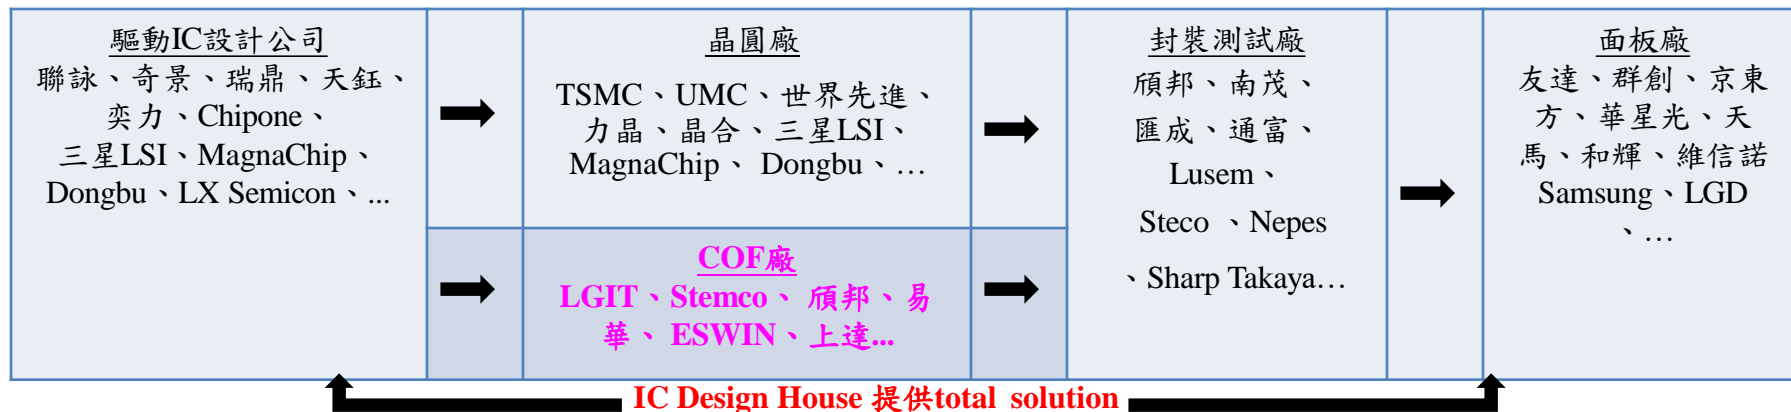 驅動IC設計公司
聯詠、奇景、瑞鼎、天鈺、
奕力、Chipone、
三星LSI、MagnaChip、
Dongbu、LX Semicon、...
晶圓廠
TSMC、UMC、世界先進、
力晶、晶合、三星LSI、
MagnaChip、 Dongbu、…
COF廠
LGIT、Stemco、 頎邦、易
華、 ESWIN、上達...
封裝測試廠
頎邦、南茂、
匯成、通富、
Lusem、
Steco 、Nepes
、Sharp Takaya…
面板廠
友達、群創、京東
方、華星光、天
馬、和輝、維信諾
Samsung、LGD
、…
IC Design House 提供total solution